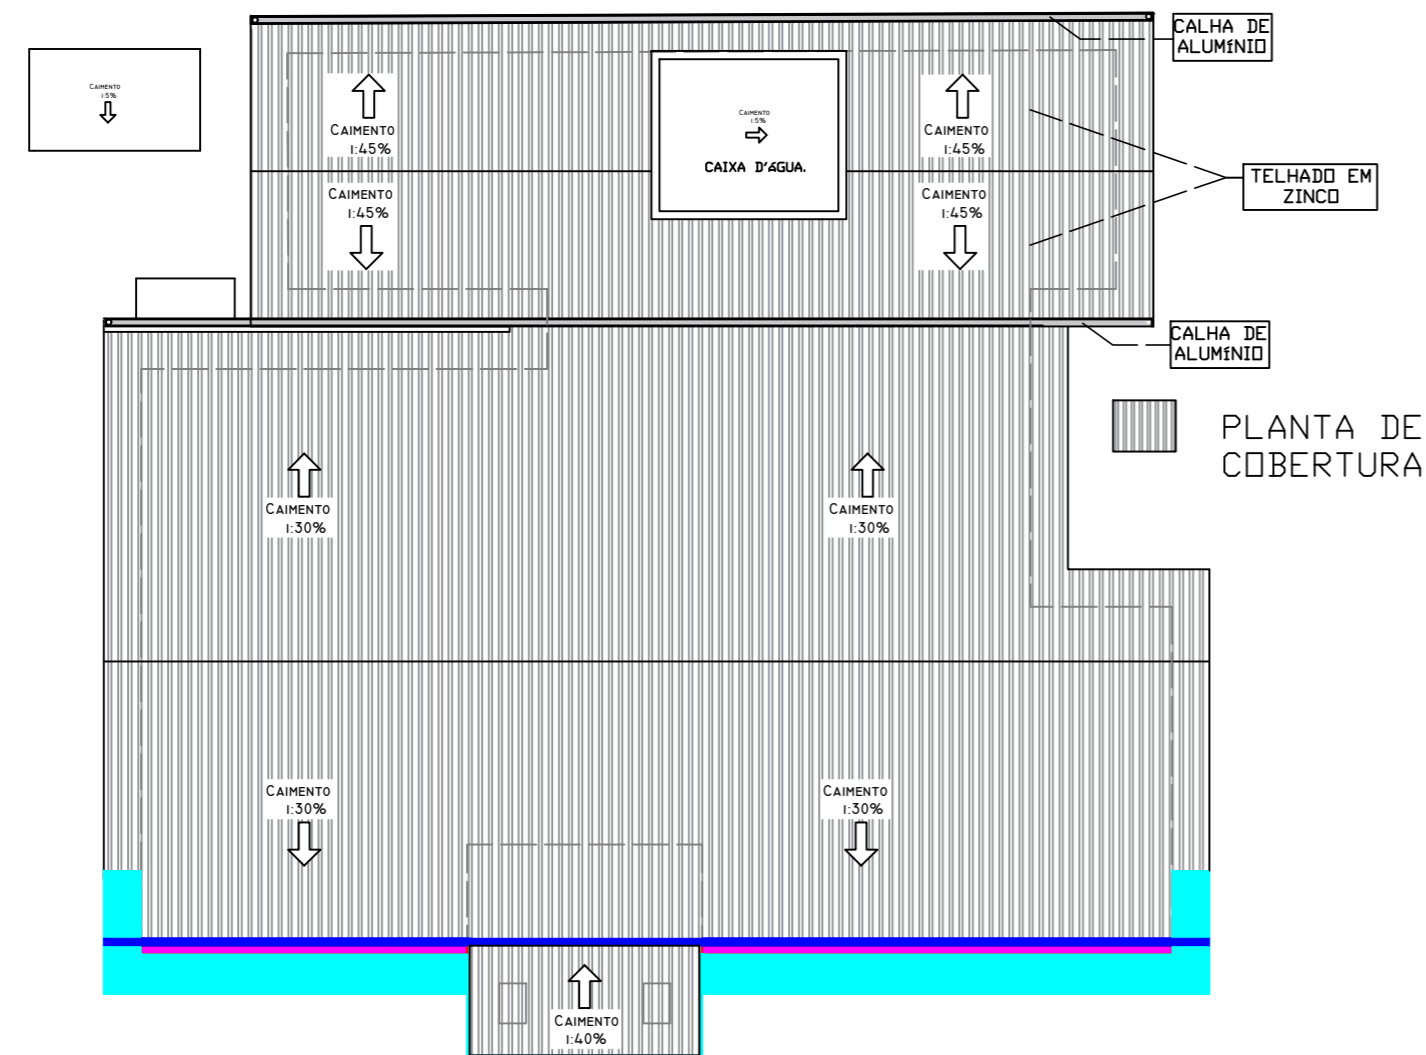 CALHA DE
ALUMíNIO
CAIMENTO
1:5%
CAIMENTO
1:45%
CAIMENTO
1:5%
CAIXA D'áGUA.
CAIMENTO
1:45%
TELHADO EM
ZINCO
CAIMENTO
1:45%
CAIMENTO
1:45%
CALHA DE
ALUMíNIO
PLANTA DE
COBERTURA
CAIMENTO
1:30%
CAIMENTO
1:30%
CAIMENTO
1:30%
CAIMENTO
1:30%
CAIMENTO
1:40%